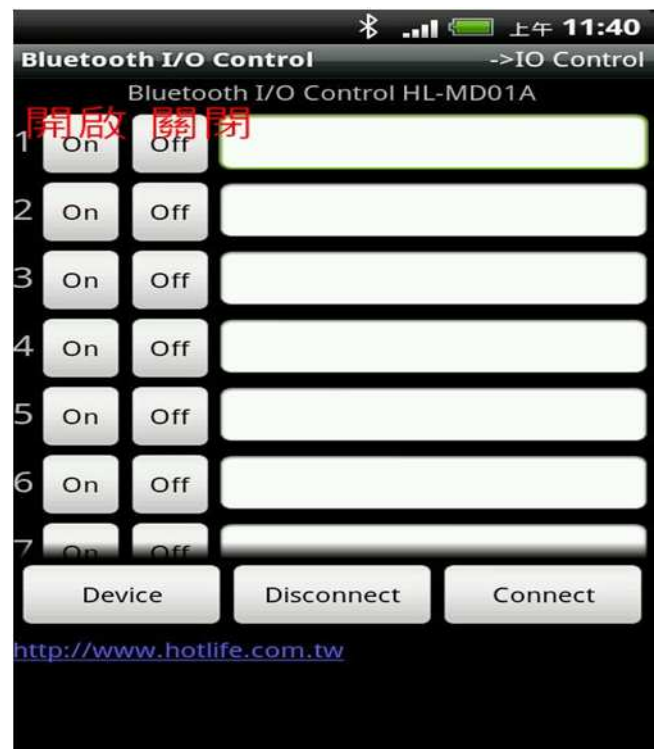 上午 11:40
Bluetooth I/O Control ->IO Control
Bluetooth I/O Control HL-MD01A
開啟 關閉
1 On Off
2 On Off
3 On Off
4 On Off
5 On Off
6 On Off
7 On Off
Device Disconnect Connect
http://www.hotlife.com.tw